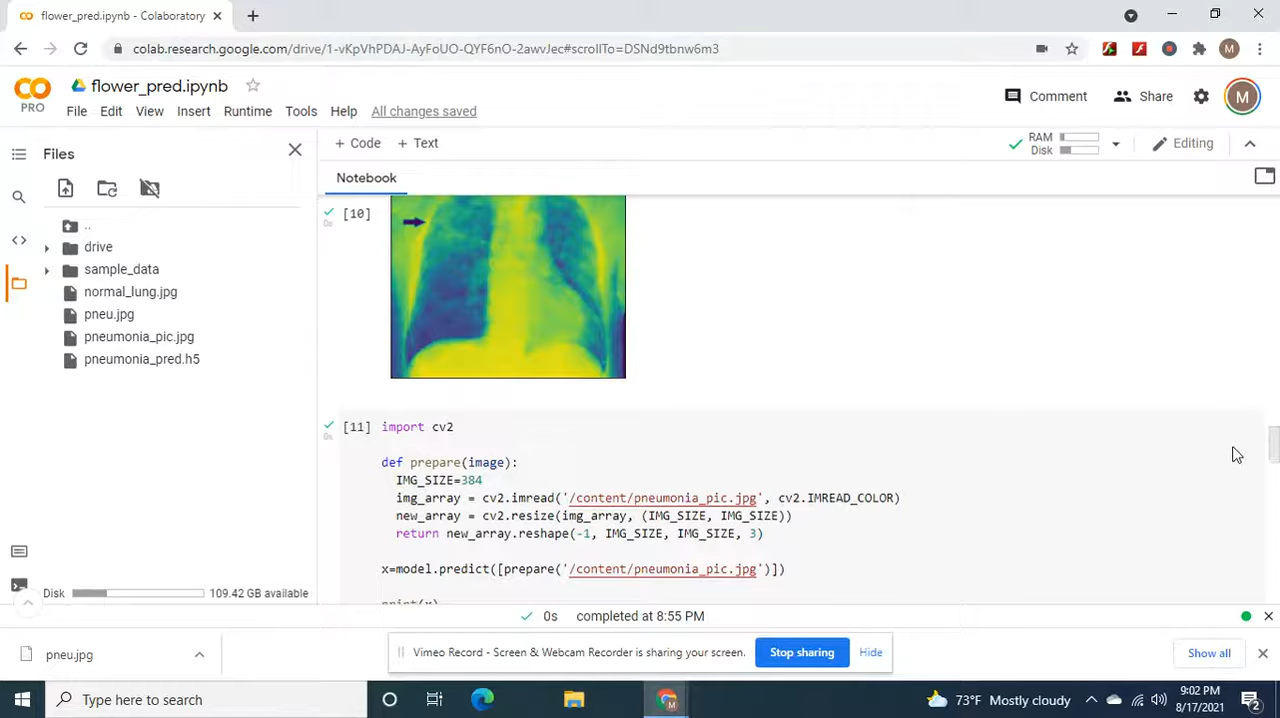 flower_pred.ipynb - Colaboratory
colab.research.google.com/drive/1-vKpVhPDAJ-AyFoUO-QYF6nO-2awvJec#scrollTo=DSNd9tbnw6m3
M
CO
PRO
flower_pred.ipynb
File Edit View Insert Runtime Tools Help All changes saved
Comment
Share
M
Files
+ Code + Text
RAM
Disk
Editing
Notebook
..
drive
sample_data
normal_lung.jpg
pneu.jpg
pneumonia_pic.jpg
pneumonia_pred.h5
[10]
0s
[11]
0s
import cv2
def prepare(image):
IMG_SIZE=384
img_array = cv2.imread('/content/pneumonia_pic.jpg', cv2.IMREAD_COLOR)
new_array = cv2.resize(img_array, (IMG_SIZE, IMG_SIZE))
return new_array.reshape(-1, IMG_SIZE, IMG_SIZE, 3)
x=model.predict([prepare('/content/pneumonia_pic.jpg')])
print(x)
Disk 109.42 GB available
0s completed at 8:55 PM
pneu.jpg
Vimeo Record - Screen & Webcam Recorder is sharing your screen.
Stop sharing
Hide
Show all
Type here to search
73°F Mostly cloudy
9:02 PM
8/17/2021
2